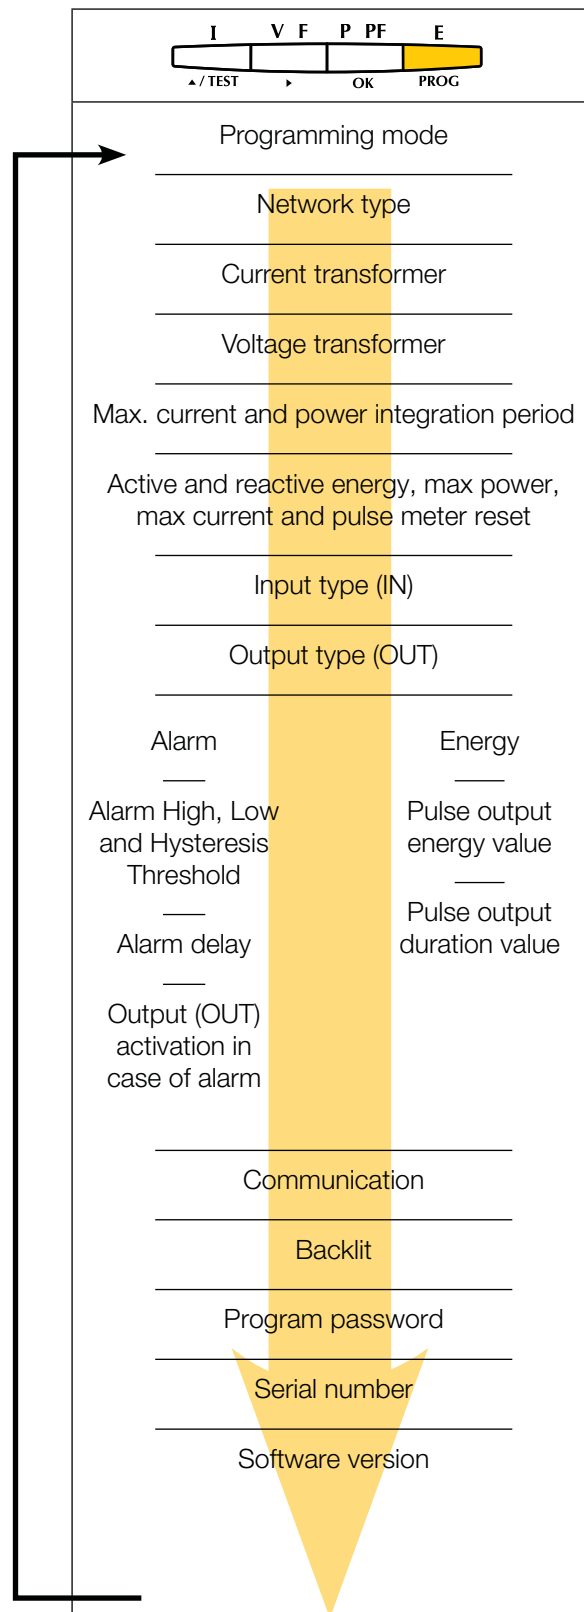 I V F P PF E
▲ / TEST ▶ OK PROG
Programming mode
Network type
Current transformer
Voltage transformer
Max. current and power integration period
Active and reactive energy, max power,
max current and pulse meter reset
Input type (IN)
Output type (OUT)
Alarm
Alarm High, Low
and Hysteresis
Threshold
Alarm delay
Output (OUT)
activation in
case of alarm
Energy
Pulse output
energy value
Pulse output
duration value
Communication
Backlit
Program password
Serial number
Software version